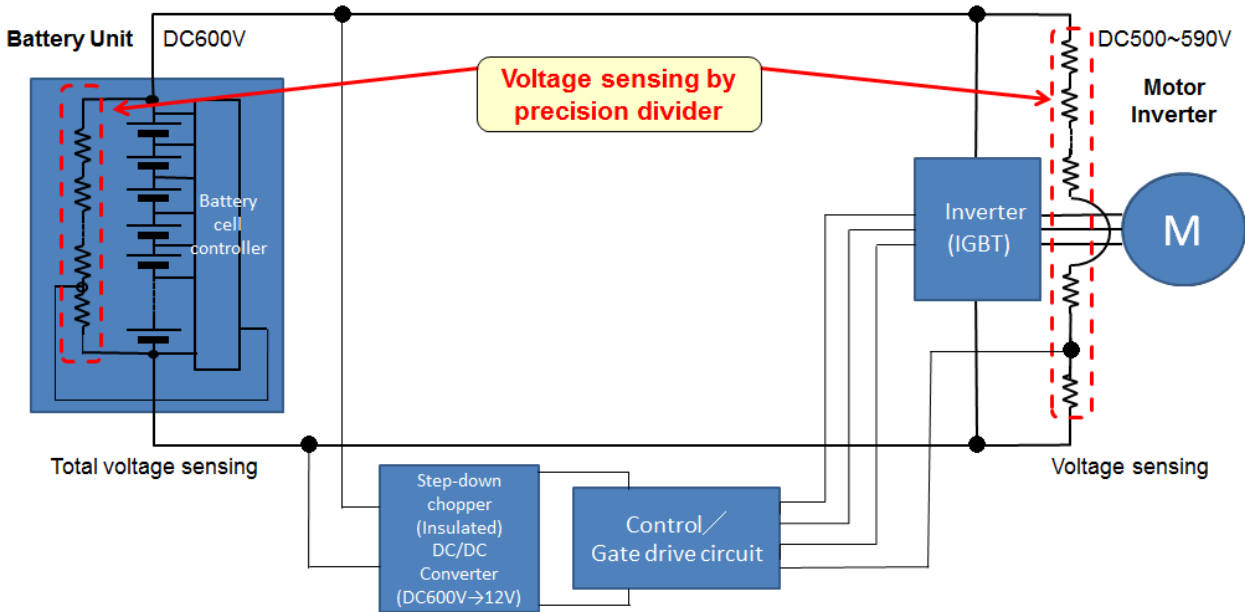 Battery Unit
DC600V
Voltage sensing by
precision divider
DC500~590V
Motor
Inverter
Battery
cell
controller
Inverter
(IGBT)
M
Total voltage sensing
Voltage sensing
Step-down
chopper
(Insulated)
DC/DC
Converter
(DC600V→12V)
Control／
Gate drive circuit